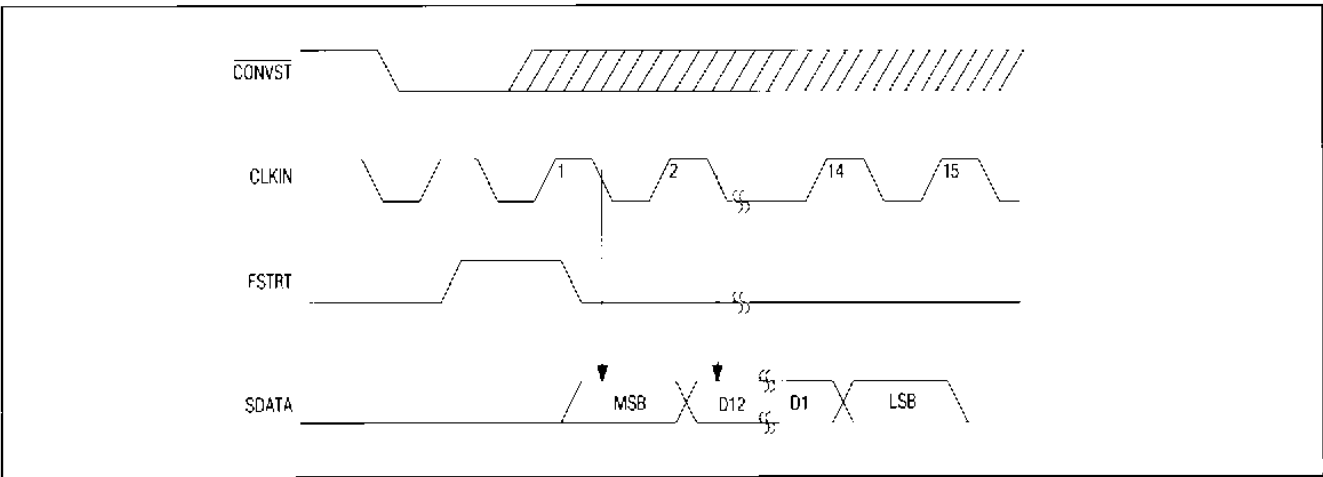 CONVST
CLKIN 1 2 14 15
FSTRT
SDATA MSB D12 D1 LSB